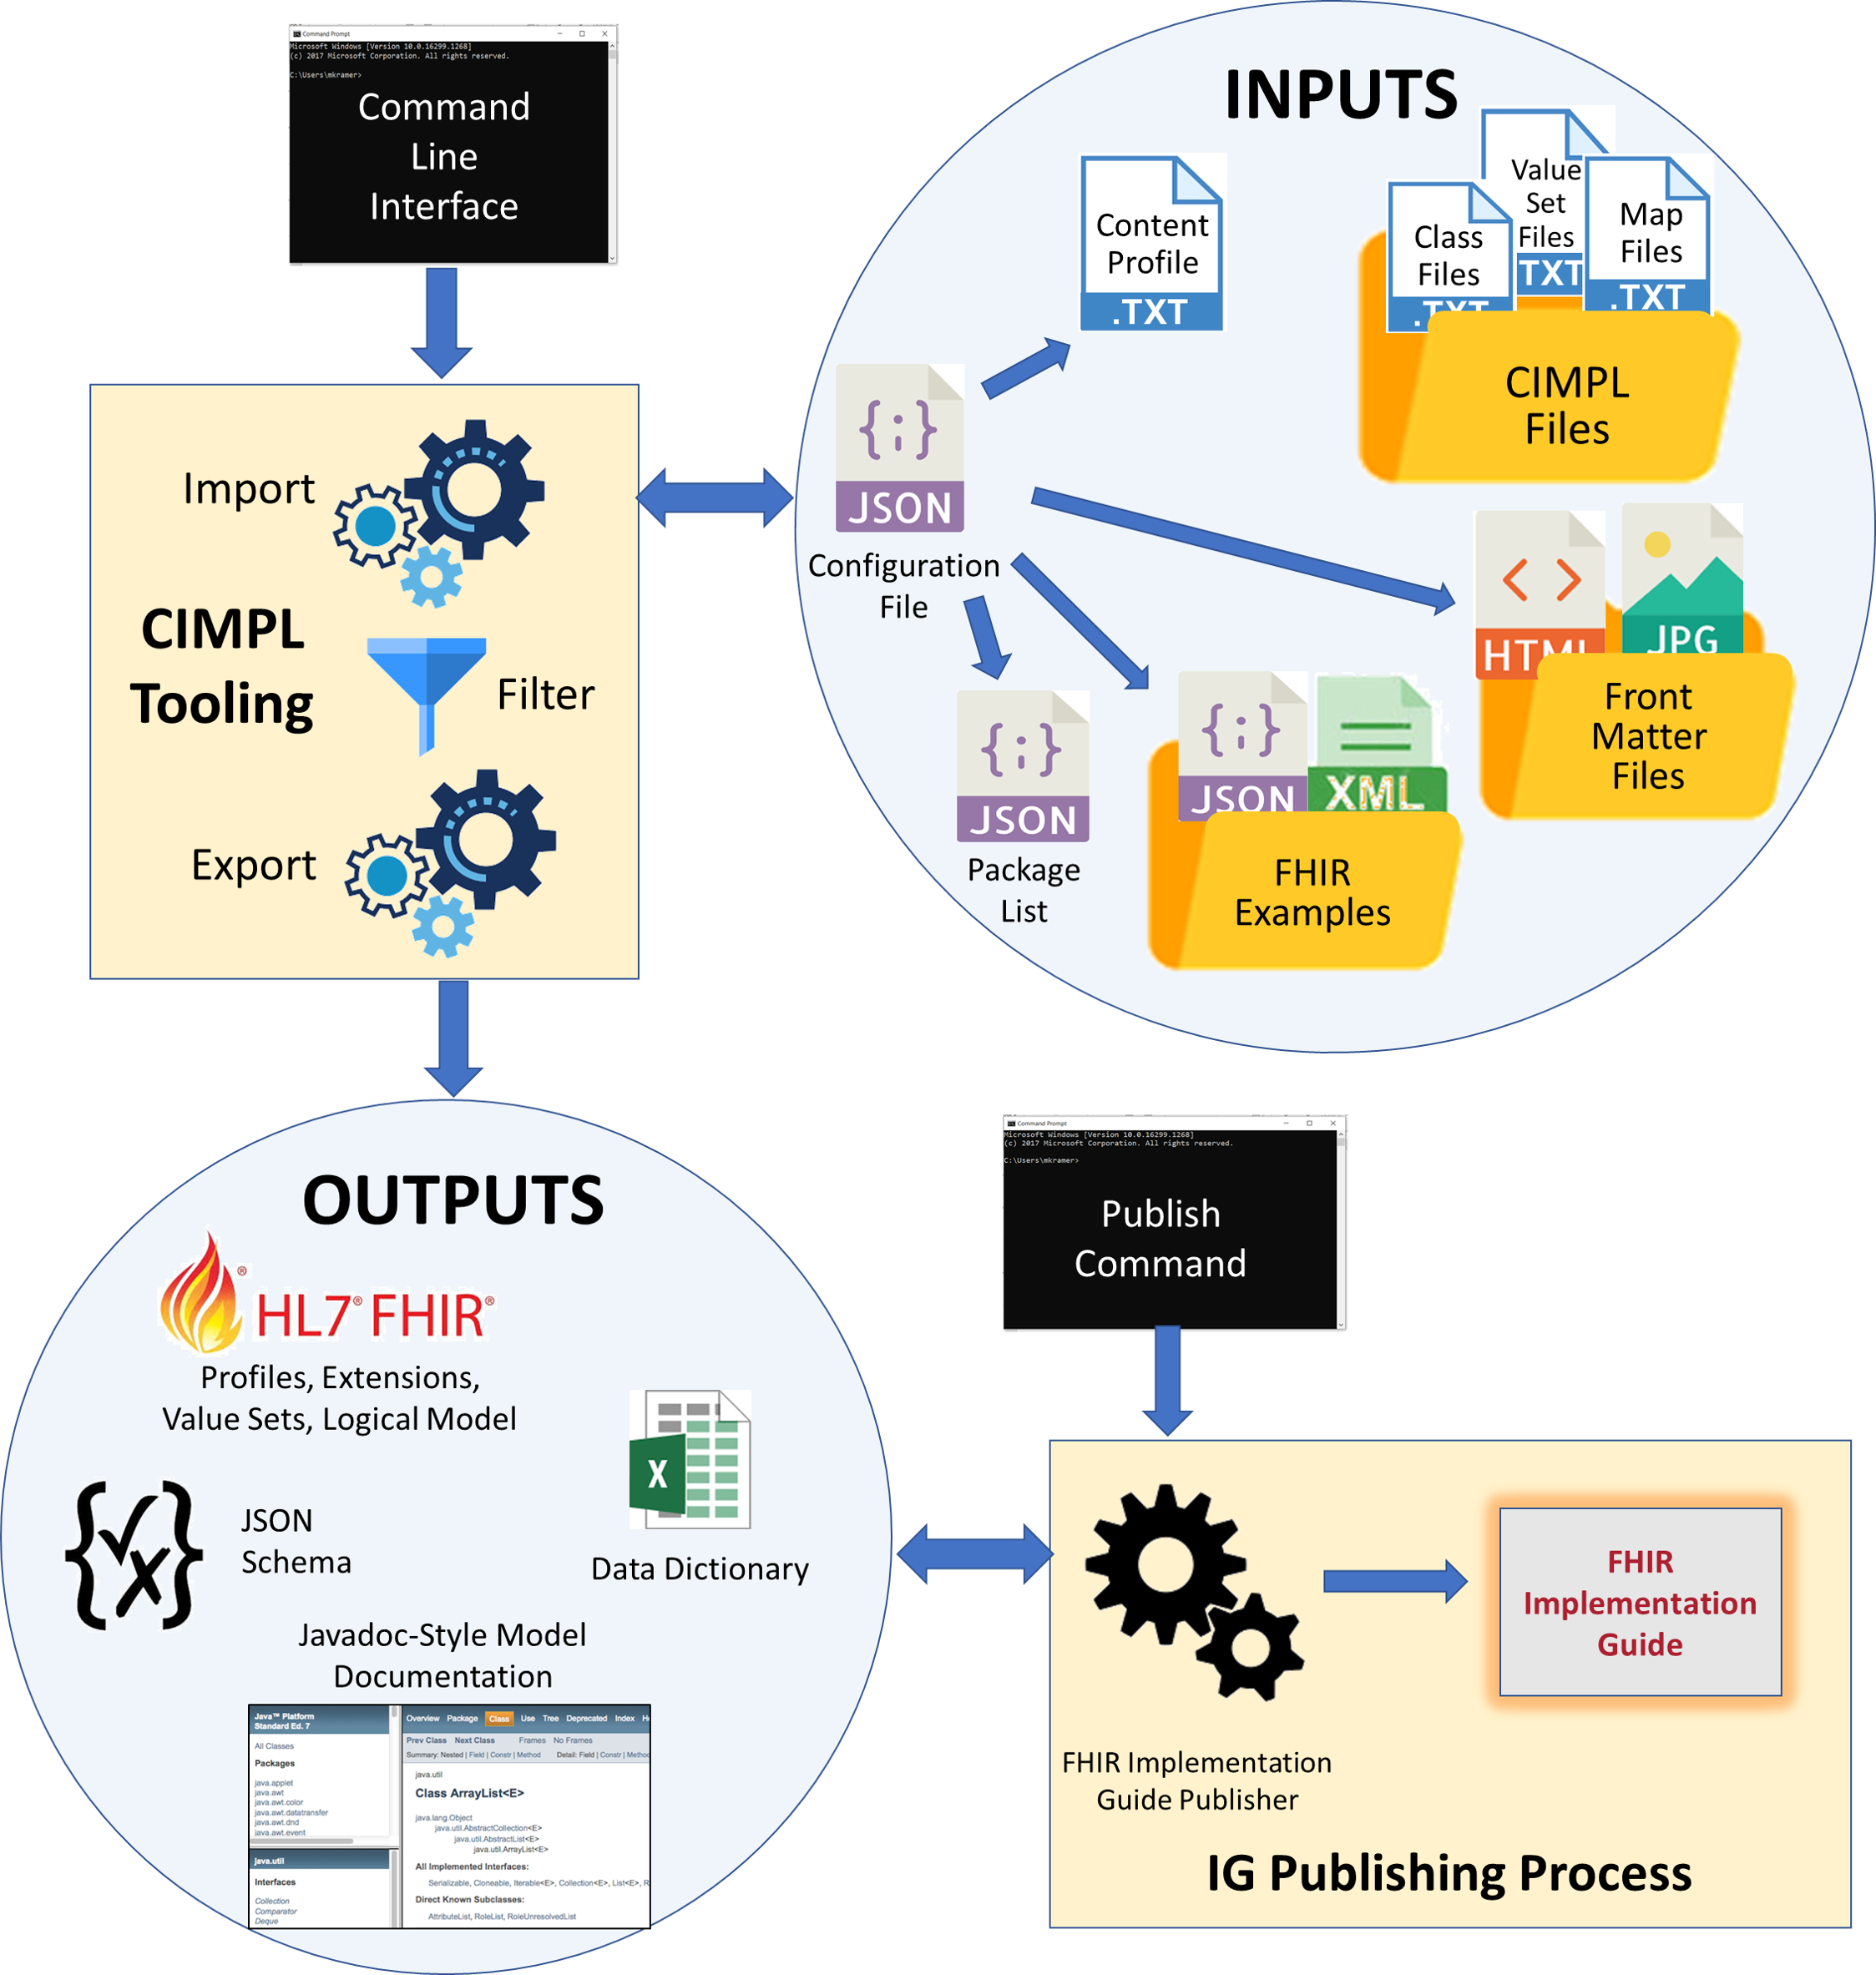 Command Prompt
Microsoft Windows [Version 10.0.16299.1268]
(c) 2017 Microsoft Corporation. All rights reserved.
C:\Users\mkramer>
Command
Line
Interface
INPUTS
Content
Profile
.TXT
Value
Set
Files
TXT
Class
Files
.TXT
Map
Files
.TXT
CIMPL
Files
JSON
Configuration
File
HTML
JPG
Front
Matter
Files
JSON
Package
List
JSON
XML
FHIR
Examples
Import
CIMPL
Tooling
Filter
Export
OUTPUTS
HL7® FHIR®
Profiles, Extensions,
Value Sets, Logical Model
JSON
Schema
X
Data Dictionary
Javadoc-Style Model
Documentation
Java™ Platform
Standard Ed. 7
All Classes
Packages
java.applet
java.awt
java.awt.color
java.awt.datatransfer
java.awt.dnd
java.awt.event
java.util
Interfaces
Collection
Comparator
Deque
Overview Package Class Use Tree Deprecated Index
Prev Class Next Class Frames No Frames
Summary: Nested | Field | Constr | Method Detail: Field | Constr | Method
java.util
Class ArrayList<E>
java.lang.Object
java.util.AbstractCollection<E>
java.util.AbstractList<E>
java.util.ArrayList<E>
All Implemented Interfaces:
Serializable, Cloneable, Iterable<E>, Collection<E>, List<E>, R
Direct Known Subclasses:
AttributeList, RoleList, RoleUnresolvedList
Command Prompt
Microsoft Windows [Version 10.0.16299.1268]
(c) 2017 Microsoft Corporation. All rights reserved.
C:\Users\mkramer>
Publish
Command
FHIR
Implementation
Guide
FHIR Implementation
Guide Publisher
IG Publishing Process